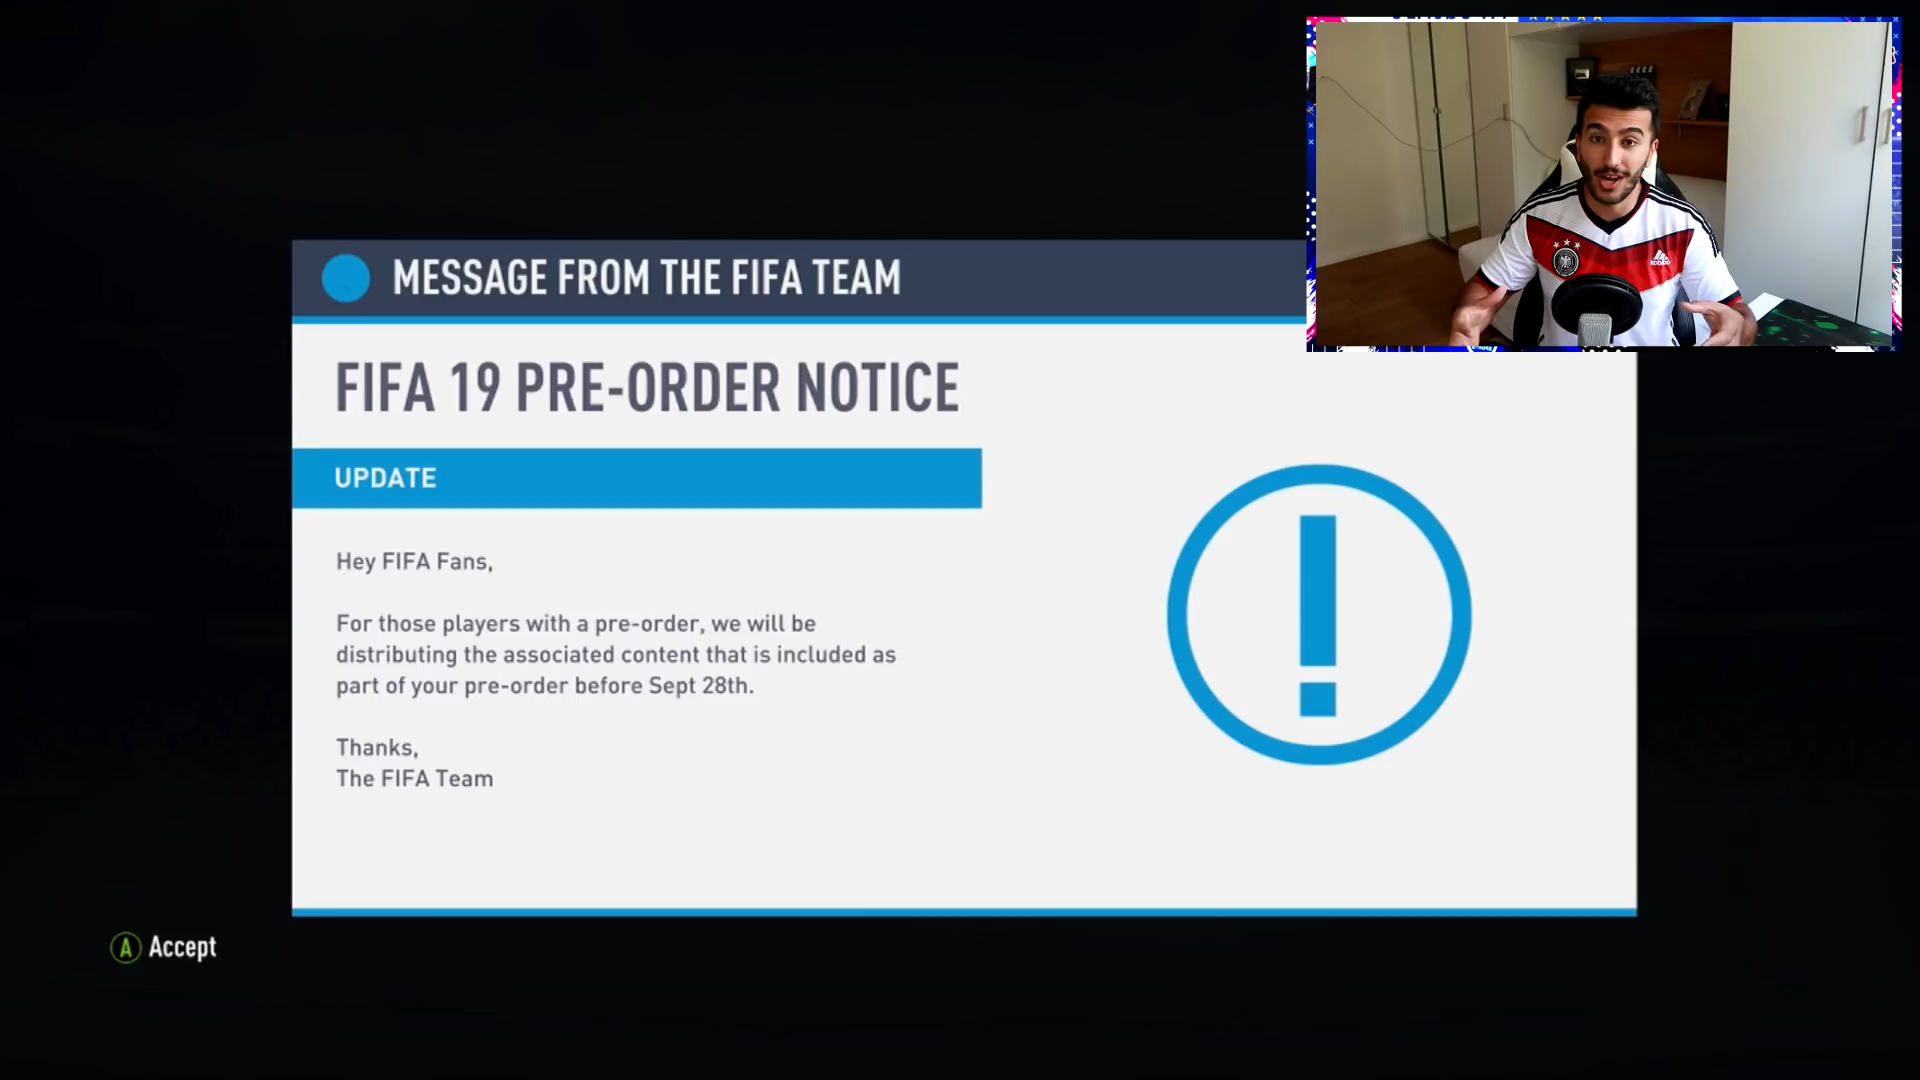 MESSAGE FROM THE FIFA TEAM
FIFA 19 PRE-ORDER NOTICE
UPDATE
Hey FIFA Fans,
For those players with a pre-order, we will be
distributing the associated content that is included as
part of your pre-order before Sept 28th.
Thanks,
The FIFA Team
A Accept
adidas